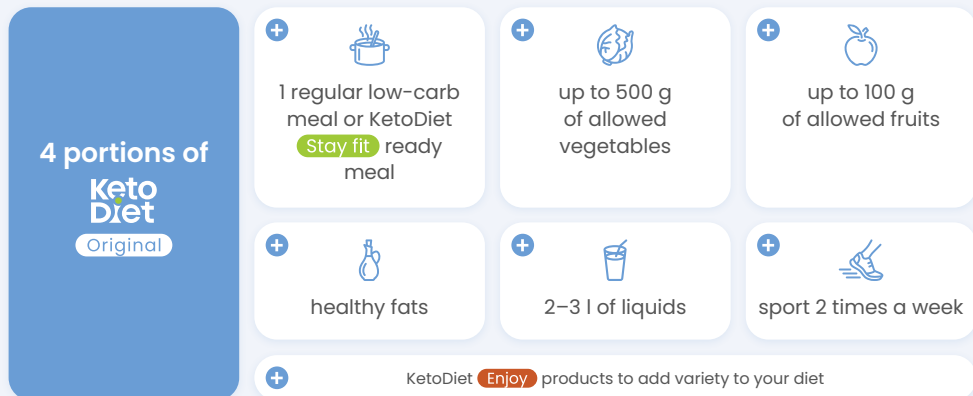 4 portions of
Keto
Diet
Original
1 regular low-carb
meal or KetoDiet
Stay fit ready
meal
up to 500 g
of allowed
vegetables
up to 100 g
of allowed fruits
healthy fats
2–3 l of liquids
sport 2 times a week
KetoDiet Enjoy products to add variety to your diet